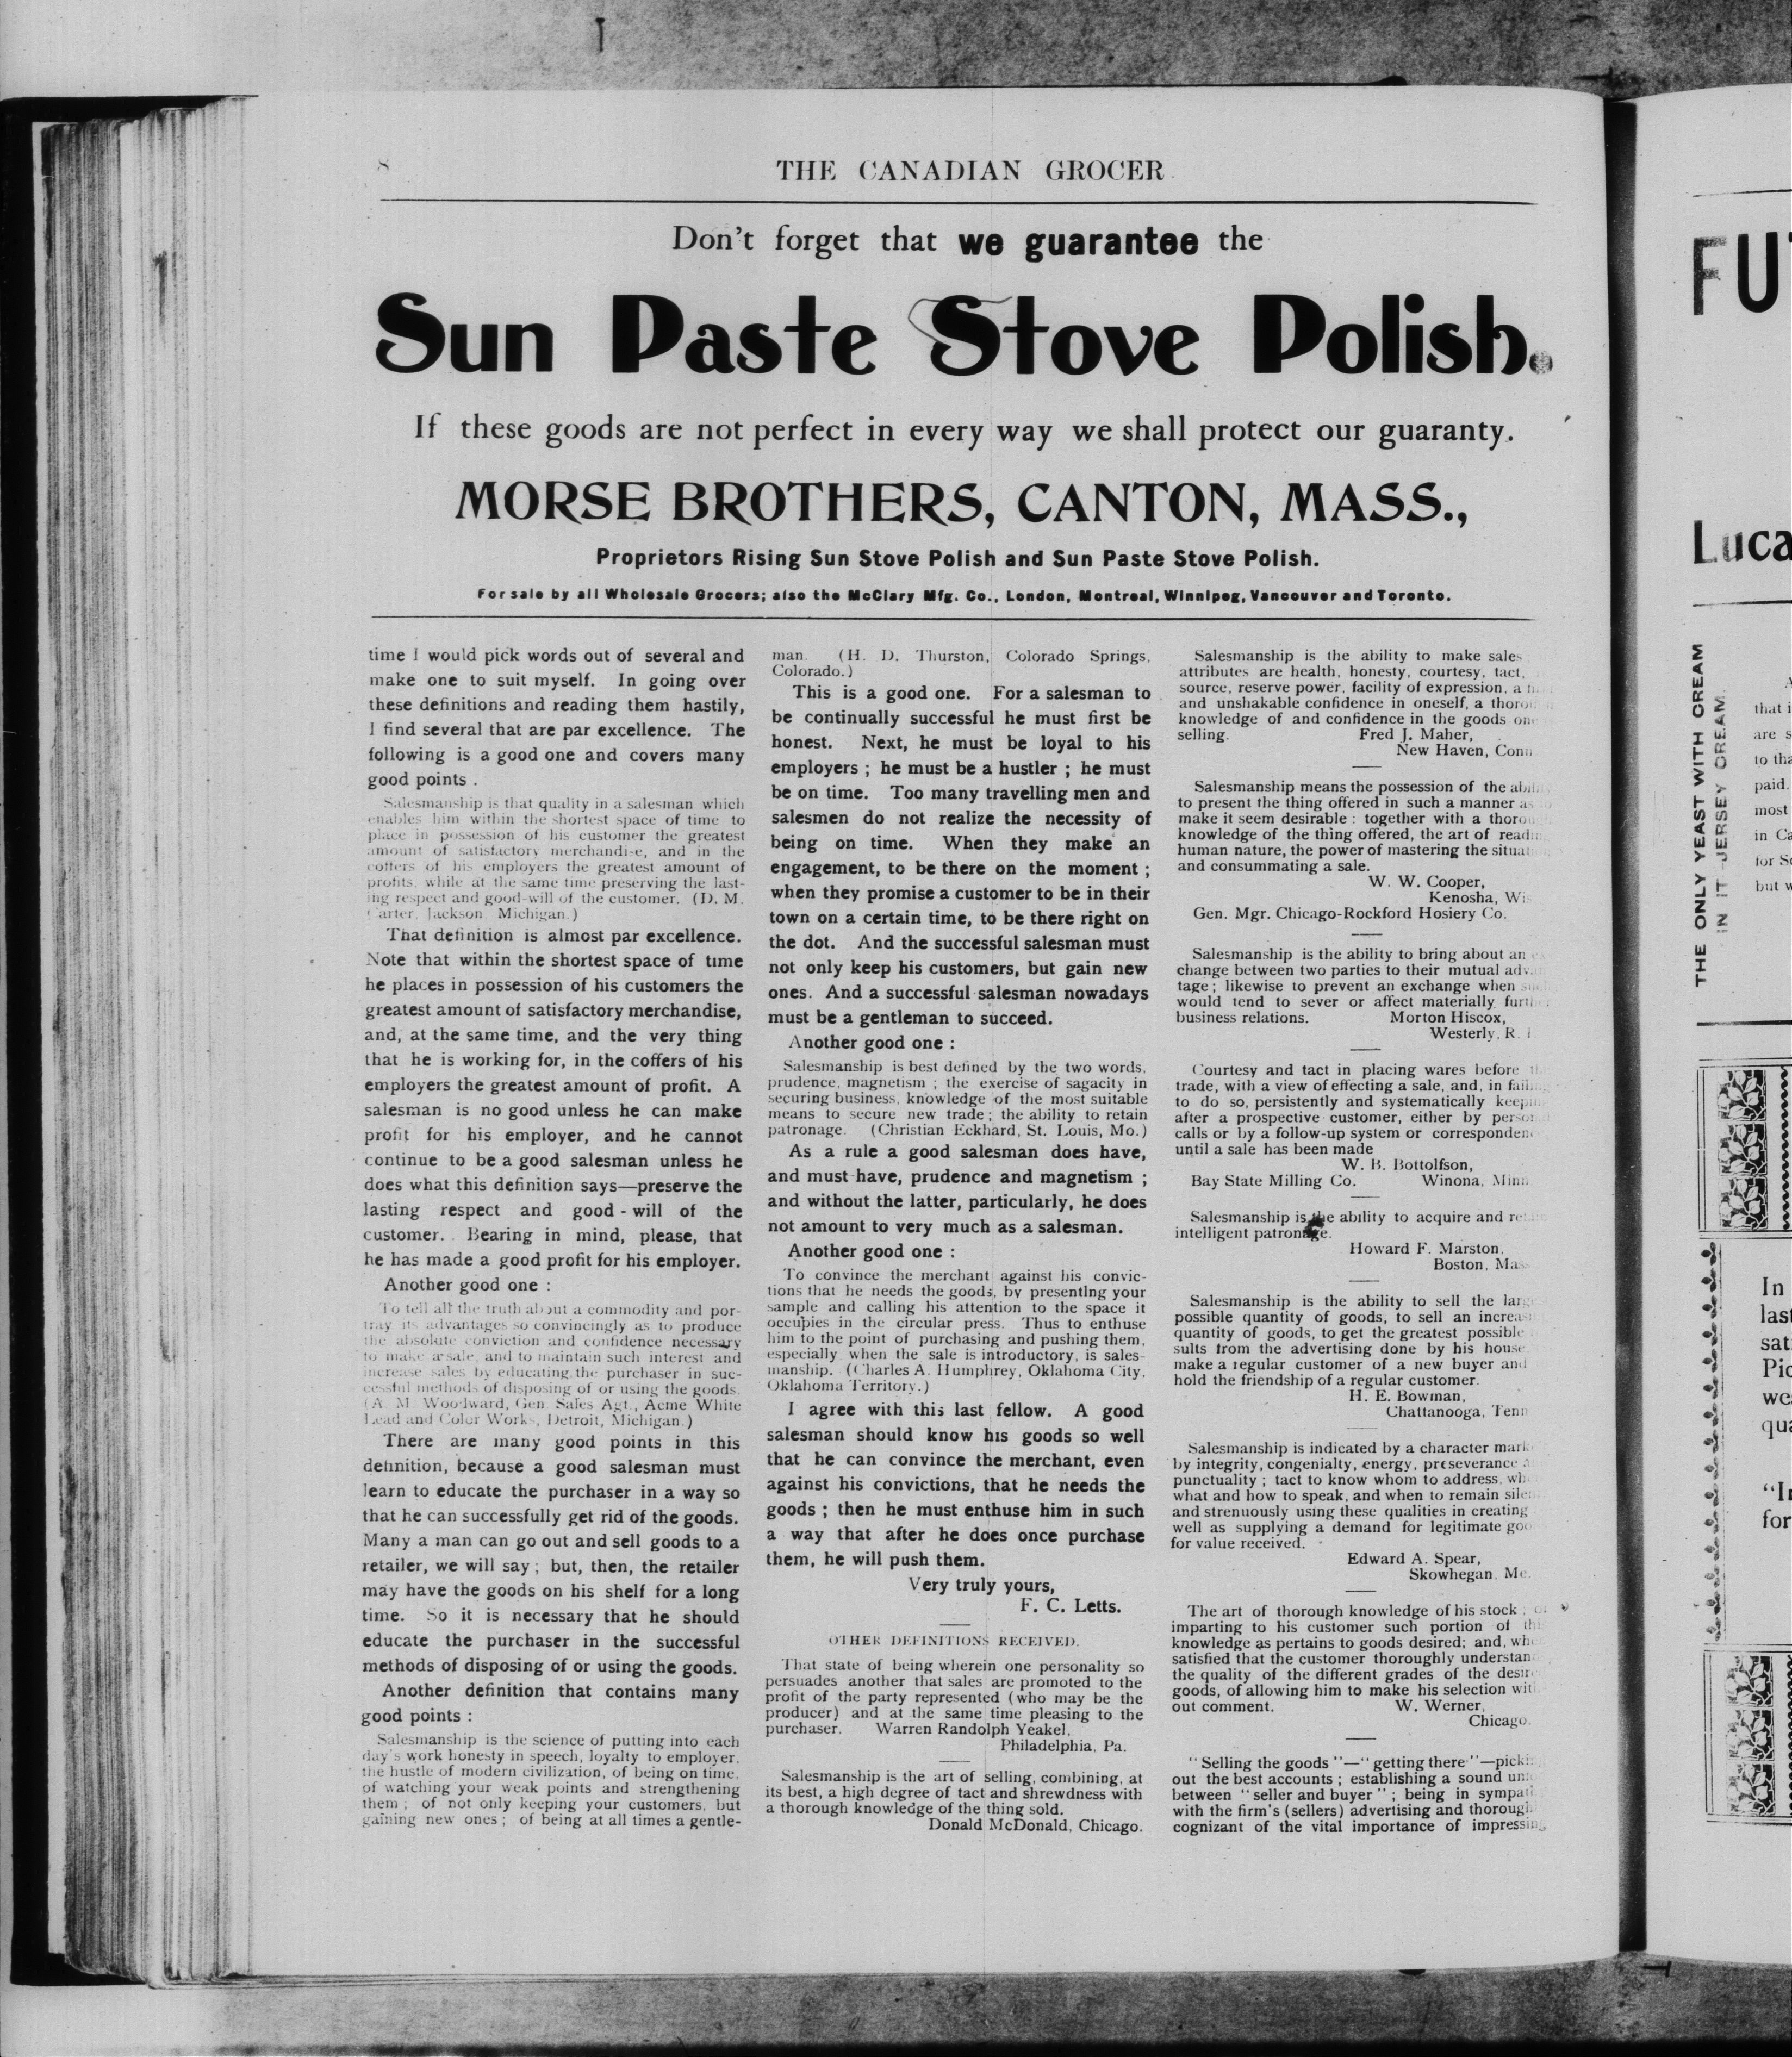 8
THE CANADIAN GROCER
Don't forget that we guarantee the
Sun Paste Stove Polish.
If these goods are not perfect in every way we shall protect our guaranty.
MORSE BROTHERS, CANTON, MASS.,
Proprietors Rising Sun Stove Polish and Sun Paste Stove Polish.
For sale by all Wholesale Grocers; also the McClary Mfg. Co., London, Montreal, Winnipeg, Vancouver and Toronto.
time I would pick words out of several and
make one to suit myself. In going over
these definitions and reading them hastily,
I find several that are par excellence. The
following is a good one and covers many
good points .
Salesmanship is that quality in a salesman which
enables him within the shortest space of time to
place in possession of his customer the greatest
amount of satisfactory merchandise, and in the
coffers of his employers the greatest amount of
profits, while at the same time preserving the last-
ing respect and good-will of the customer. (D. M.
Carter, Jackson, Michigan.)
That definition is almost par excellence.
Note that within the shortest space of time
he places in possession of his customers the
greatest amount of satisfactory merchandise,
and, at the same time, and the very thing
that he is working for, in the coffers of his
employers the greatest amount of profit. A
salesman is no good unless he can make
profit for his employer, and he cannot
continue to be a good salesman unless he
does what this definition says—preserve the
lasting respect and good-will of the
customer. Bearing in mind, please, that
he has made a good profit for his employer.
Another good one :
To tell all the truth about a commodity and por-
tray its advantages so convincingly as to produce
the absolute conviction and confidence necessary
to make a sale, and to maintain such interest and
increase sales by educating the purchaser in suc-
cessful methods of disposing of or using the goods.
(A. M. Woodward, Gen. Sales Agt., Acme White
Lead and Color Works, Detroit, Michigan.)
There are many good points in this
definition, because a good salesman must
learn to educate the purchaser in a way so
that he can successfully get rid of the goods.
Many a man can go out and sell goods to a
retailer, we will say ; but, then, the retailer
may have the goods on his shelf for a long
time. So it is necessary that he should
educate the purchaser in the successful
methods of disposing of or using the goods.
Another definition that contains many
good points :
Salesmanship is the science of putting into each
day's work honesty in speech, loyalty to employer,
the hustle of modern civilization, of being on time,
of watching your weak points and strengthening
them ; of not only keeping your customers, but
gaining new ones ; of being at all times a gentle-
man. (H. D. Thurston, Colorado Springs,
Colorado.)
This is a good one. For a salesman to
be continually successful he must first be
honest. Next, he must be loyal to his
employers ; he must be a hustler ; he must
be on time. Too many travelling men and
salesmen do not realize the necessity of
being on time. When they make an
engagement, to be there on the moment ;
when they promise a customer to be in their
town on a certain time, to be there right on
the dot. And the successful salesman must
not only keep his customers, but gain new
ones. And a successful salesman nowadays
must be a gentleman to succeed.
Another good one :
Salesmanship is best defined by the two words,
prudence, magnetism ; the exercise of sagacity in
securing business, knowledge of the most suitable
means to secure new trade ; the ability to retain
patronage. (Christian Eckhard, St. Louis, Mo.)
As a rule a good salesman does have,
and must have, prudence and magnetism ;
and without the latter, particularly, he does
not amount to very much as a salesman.
Another good one :
To convince the merchant against his convic-
tions that he needs the goods, by presenting your
sample and calling his attention to the space it
occupies in the circular press. Thus to enthuse
him to the point of purchasing and pushing them,
especially when the sale is introductory, is sales-
manship. (Charles A. Humphrey, Oklahoma City,
Oklahoma Territory.)
I agree with this last fellow. A good
salesman should know his goods so well
that he can convince the merchant, even
against his convictions, that he needs the
goods ; then he must enthuse him in such
a way that after he does once purchase
them, he will push them.
Very truly yours,
F. C. Letts.
OTHER DEFINITIONS RECEIVED.
That state of being wherein one personality so
persuades another that sales are promoted to the
profit of the party represented (who may be the
producer) and at the same time pleasing to the
purchaser. Warren Randolph Yeakel,
Philadelphia, Pa.
Salesmanship is the art of selling, combining, at
its best, a high degree of tact and shrewdness with
a thorough knowledge of the thing sold.
Donald McDonald, Chicago.
Salesmanship is the ability to make sales
attributes are health, honesty, courtesy, tact,
source, reserve power, facility of expression, a
and unshakable confidence in oneself, a
knowledge of and confidence in the goods
selling. Fred J. Maher,
New Haven, Conn
Salesmanship means the possession of the
to present the thing offered in such a manner as
make it seem desirable : together with a
knowledge of the thing offered, the art of
human nature, the power of mastering the
and consummating a sale.
W. W. Cooper,
Kenosha, Wis
Gen. Mgr. Chicago-Rockford Hosiery Co.
Salesmanship is the ability to bring about an
change between two parties to their mutual
tage ; likewise to prevent an exchange when
would tend to sever or affect materially
business relations. Morton Hiscox,
Westerly, R. I.
Courtesy and tact in placing wares before
trade, with a view of effecting a sale, and, in
to do so, persistently and systematically
after a prospective customer, either by
calls or by a follow-up system or
until a sale has been made
W. B. Bottolfson,
Bay State Milling Co. Winona, Minn
Salesmanship is the ability to acquire and
intelligent patronage.
Howard F. Marston,
Boston, Mass
Salesmanship is the ability to sell the
possible quantity of goods, to sell an
quantity of goods, to get the greatest possible
sults from the advertising done by his house
make a regular customer of a new buyer and
hold the friendship of a regular customer.
H. E. Bowman,
Chattanooga, Tenn
Salesmanship is indicated by a character
by integrity, congenialty, energy, preseverance
punctuality ; tact to know whom to address,
what and how to speak, and when to remain
and strenuously using these qualities in creating
well as supplying a demand for legitimate
for value received.
Edward A. Spear,
Skowhegan, Me.
The art of thorough knowledge of his stock ;
imparting to his customer such portion of
knowledge as pertains to goods desired; and,
satisfied that the customer thoroughly
the quality of the different grades of the
goods, of allowing him to make his selection
out comment. W. Werner,
Chicago.
"Selling the goods"—"getting there"—
out the best accounts ; establishing a sound
between "seller and buyer" ; being in
with the firm's (sellers) advertising and
cognizant of the vital importance of impressing
FU
Luca
THE ONLY YEAST WITH CREAM
IN IT—JERSEY CREAM.
that i
are s
to tha
paid.
most
in Ca
for S
but w
In
last
sat
Pic
we
qua
"In
for